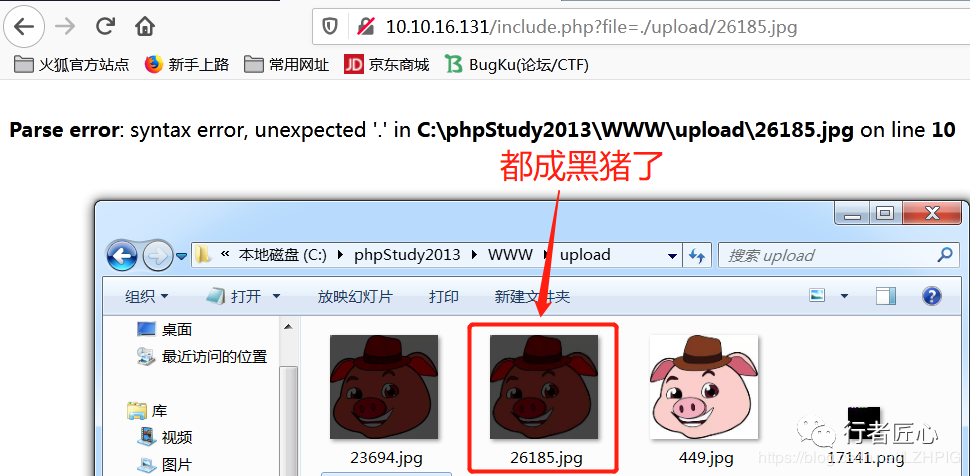 10.10.16.131/include.php?file=./upload/26185.jpg
火狐官方站点 新手上路 常用网址 JD 京东商城 BugKu(论坛/CTF)
Parse error: syntax error, unexpected '.' in C:\phpStudy2013\WWW\upload\26185.jpg on line 10
都成黑猪了
« 本地磁盘 (C:) phpStudy2013 WWW upload 搜索 upload
组织 打开 放映幻灯片 打印 新建文件夹
桌面
最近访问的位置
库
视频
图片
23694.jpg 26185.jpg 449.jpg 17141.png
行者匠心